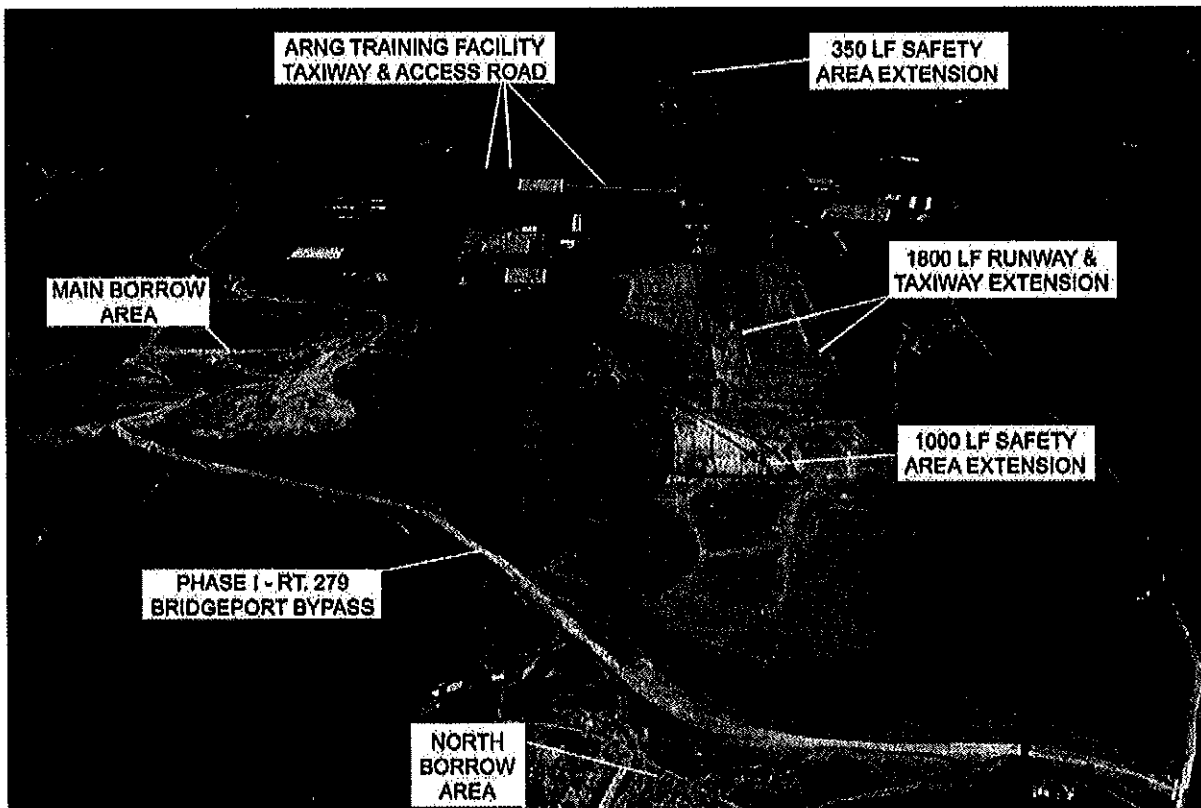 ARNG TRAINING FACILITY
TAXIWAY & ACCESS ROAD
350 LF SAFETY
AREA EXTENSION
MAIN BORROW
AREA
1800 LF RUNWAY &
TAXIWAY EXTENSION
1000 LF SAFETY
AREA EXTENSION
PHASE I - RT. 279
BRIDGEPORT BYPASS
NORTH
BORROW
AREA